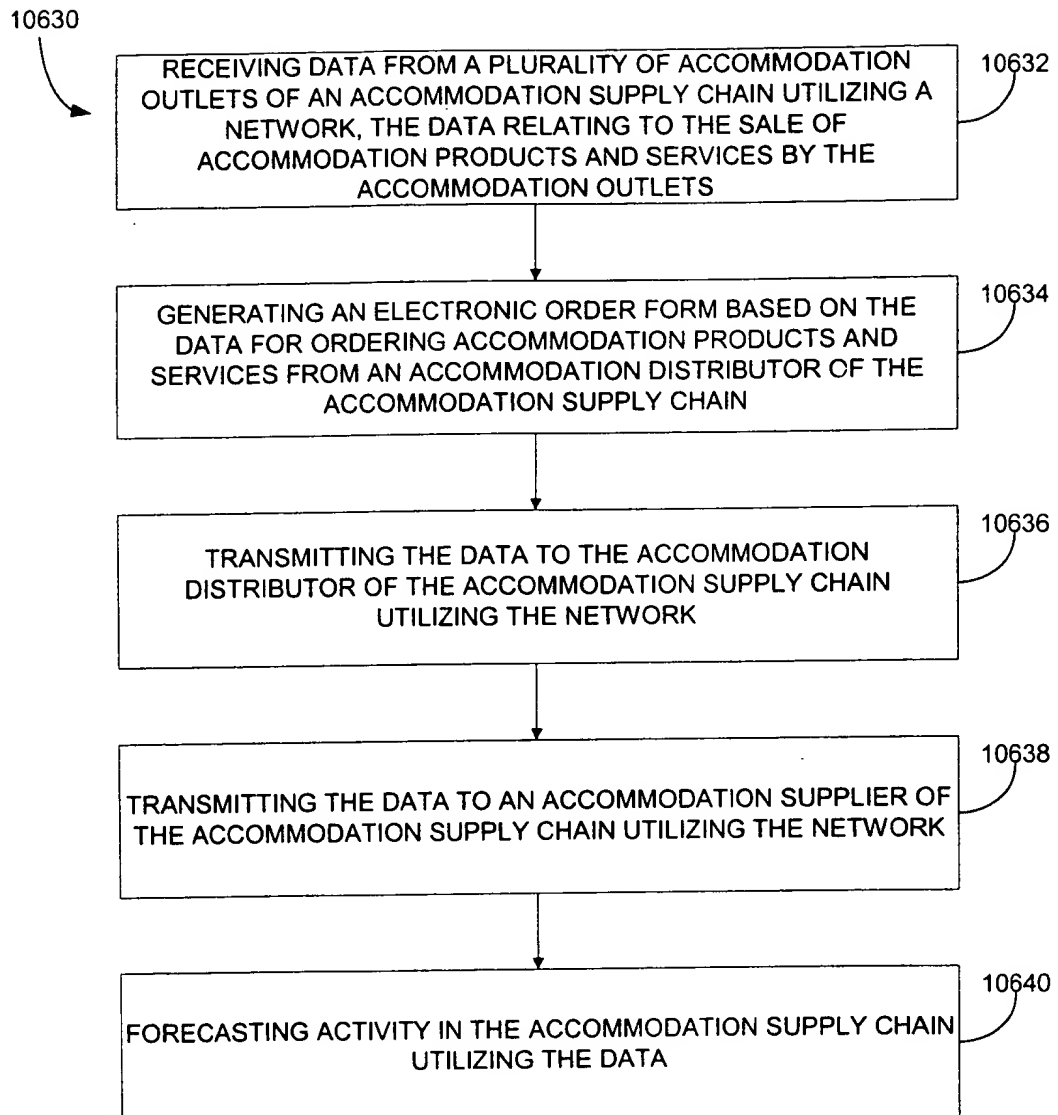 10630
RECEIVING DATA FROM A PLURALITY OF ACCOMMODATION
OUTLETS OF AN ACCOMMODATION SUPPLY CHAIN UTILIZING A
NETWORK, THE DATA RELATING TO THE SALE OF
ACCOMMODATION PRODUCTS AND SERVICES BY THE
ACCOMMODATION OUTLETS
10632
GENERATING AN ELECTRONIC ORDER FORM BASED ON THE
DATA FOR ORDERING ACCOMMODATION PRODUCTS AND
SERVICES FROM AN ACCOMMODATION DISTRIBUTOR OF THE
ACCOMMODATION SUPPLY CHAIN
10634
TRANSMITTING THE DATA TO THE ACCOMMODATION
DISTRIBUTOR OF THE ACCOMMODATION SUPPLY CHAIN
UTILIZING THE NETWORK
10636
TRANSMITTING THE DATA TO AN ACCOMMODATION SUPPLIER OF
THE ACCOMMODATION SUPPLY CHAIN UTILIZING THE NETWORK
10638
FORECASTING ACTIVITY IN THE ACCOMMODATION SUPPLY CHAIN
UTILIZING THE DATA
10640